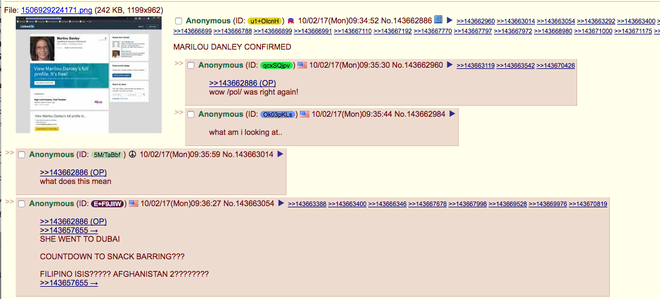 File: 1506929224171.png (242 KB, 1199x962)
Marilou Danley
View Marilou Danley's full profile. It's free!
Anonymous (ID: u1+OlcnH) 10/02/17(Mon)09:34:52 No.143662886 >>143662960 >>143663014 >>143663054 >>143663292 >>143663400
>>143666699 >>143666788 >>143666899 >>143666991 >>143667110 >>143667192 >>143667770 >>143667797 >>143667972 >>143668980 >>143671000 >>143671175 >>
MARILOU DANLEY CONFIRMED
>> Anonymous (ID: qcxSQjpy) 10/02/17(Mon)09:35:30 No.143662960 >>143663119 >>143663542 >>143670426
>>143662886 (OP)
wow /pol/ was right again!
>> Anonymous (ID: Ok03pKLs) 10/02/17(Mon)09:35:44 No.143662984
what am i looking at..
>> Anonymous (ID: 5M/TaBbf) 10/02/17(Mon)09:35:59 No.143663014
>>143662886 (OP)
what does this mean
>> Anonymous (ID: E+F9JIIW) 10/02/17(Mon)09:36:27 No.143663054 >>143663388 >>143663400 >>143666346 >>143667678 >>143667998 >>143669528 >>143669976 >>143670819
>>143662886 (OP)
>>143657655 →
SHE WENT TO DUBAI
COUNTDOWN TO SNACK BARRING???
FILIPINO ISIS????? AFGHANISTAN 2????????
>>143657655 →